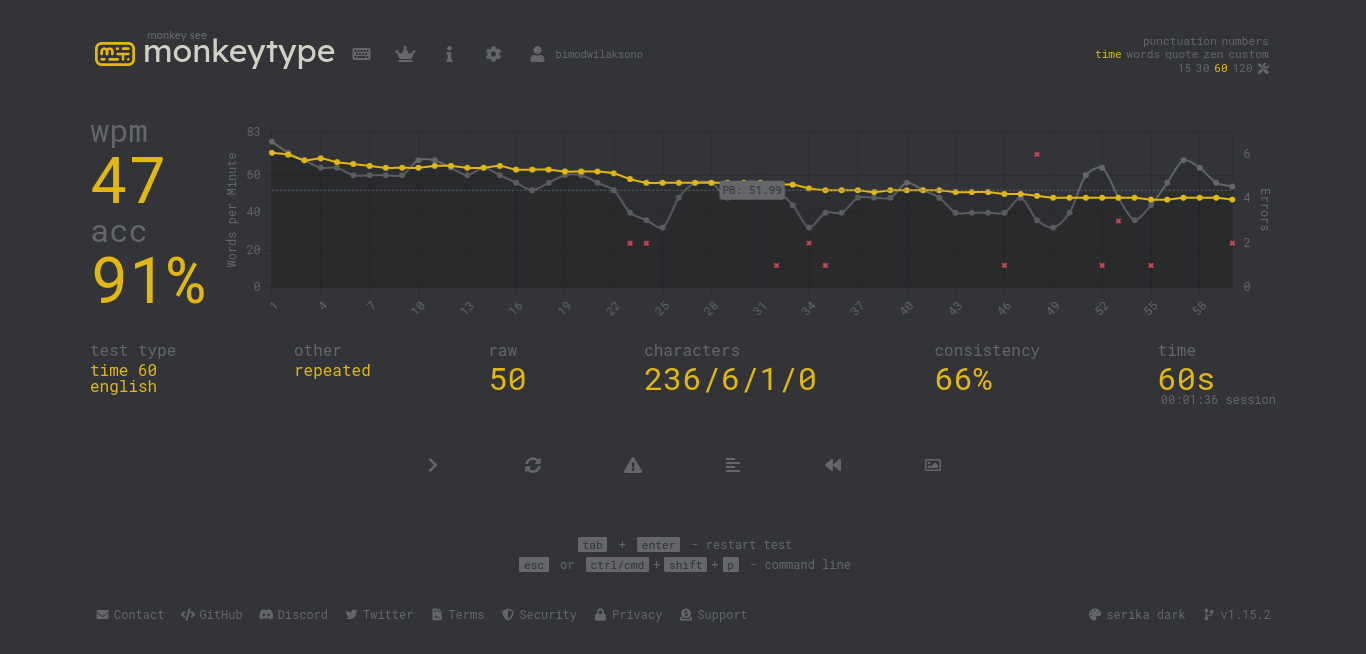 monkey see
monkeytype
bimodwilaksono
punctuation numbers
time words quote zen custom
15 30 60 120
wpm
47
acc
91%
Words per Minute
83
60
40
20
0
PB: 51.99
6
4
2
0
Errors
1 4 7 10 13 16 19 22 25 28 31 34 37 40 43 46 49 52 55 58
test type
time 60
english
other
repeated
raw
50
characters
236/6/1/0
consistency
66%
time
60s
00:01:36 session
tab + enter - restart test
esc or ctrl/cmd + shift + p - command line
Contact GitHub Discord Twitter Terms Security Privacy Support serika dark v1.15.2